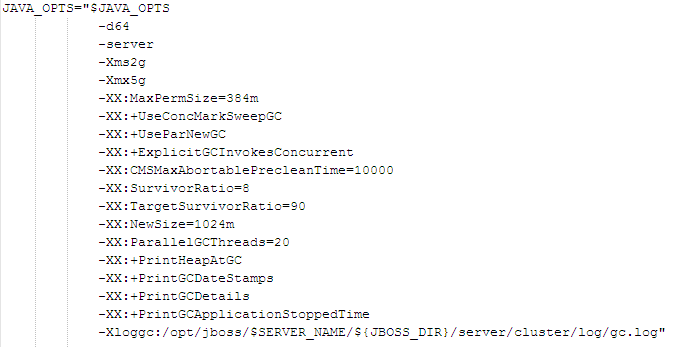 JAVA_OPTS="$JAVA_OPTS
-d64
-server
-Xms2g
-Xmx5g
-XX:MaxPermSize=384m
-XX:+UseConcMarkSweepGC
-XX:+UseParNewGC
-XX:+ExplicitGCInvokesConcurrent
-XX:CMSMaxAbortablePrecleanTime=10000
-XX:SurvivorRatio=8
-XX:TargetSurvivorRatio=90
-XX:NewSize=1024m
-XX:ParallelGCThreads=20
-XX:+PrintHeapAtGC
-XX:+PrintGCDateStamps
-XX:+PrintGCDetails
-XX:+PrintGCApplicationStoppedTime
-Xloggc:/opt/jboss/$SERVER_NAME/${JBOSS_DIR}/server/cluster/log/gc.log"